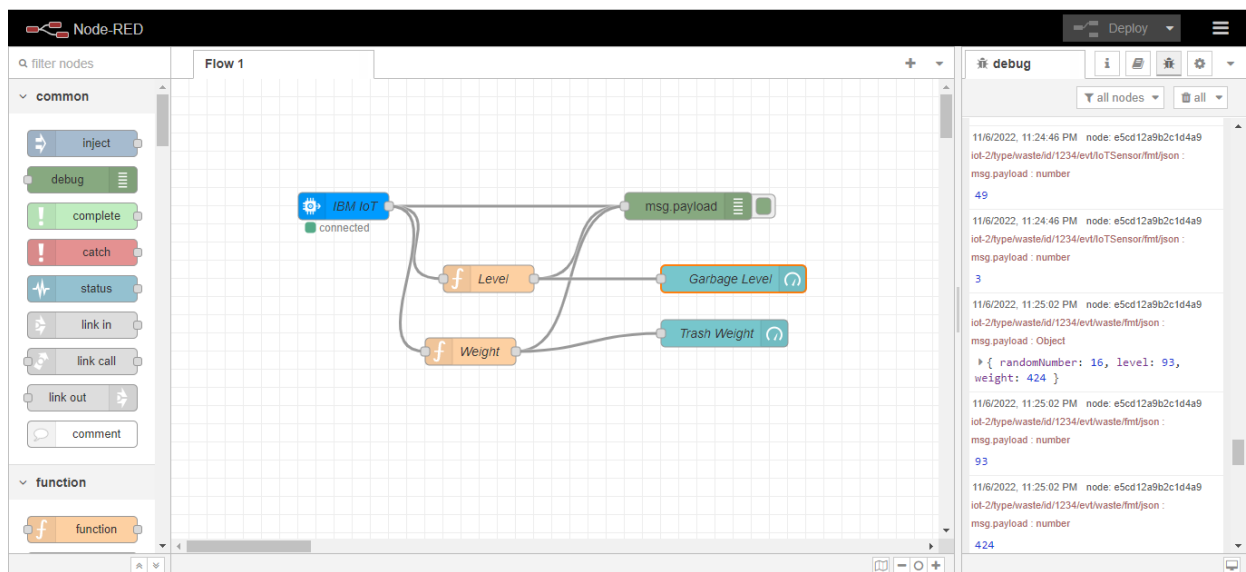 Node-RED
Deploy
filter nodes
common
inject
debug
complete
catch
status
link in
link call
link out
comment
function
function
Flow 1
IBM IoT
connected
msg.payload
Level
Garbage Level
Weight
Trash Weight
debug
i
all nodes
all
11/6/2022, 11:24:46 PM node: e5cd12a9b2c1d4a9
iot-2/type/waste/id/1234/evt/IoTSensor/fmt/json :
msg.payload : number
49
11/6/2022, 11:24:46 PM node: e5cd12a9b2c1d4a9
iot-2/type/waste/id/1234/evt/IoTSensor/fmt/json :
msg.payload : number
3
11/6/2022, 11:25:02 PM node: e5cd12a9b2c1d4a9
iot-2/type/waste/id/1234/evt/waste/fmt/json :
msg.payload : Object
{ randomNumber: 16, level: 93,
weight: 424 }
11/6/2022, 11:25:02 PM node: e5cd12a9b2c1d4a9
iot-2/type/waste/id/1234/evt/waste/fmt/json :
msg.payload : number
93
11/6/2022, 11:25:02 PM node: e5cd12a9b2c1d4a9
iot-2/type/waste/id/1234/evt/waste/fmt/json :
msg.payload : number
424